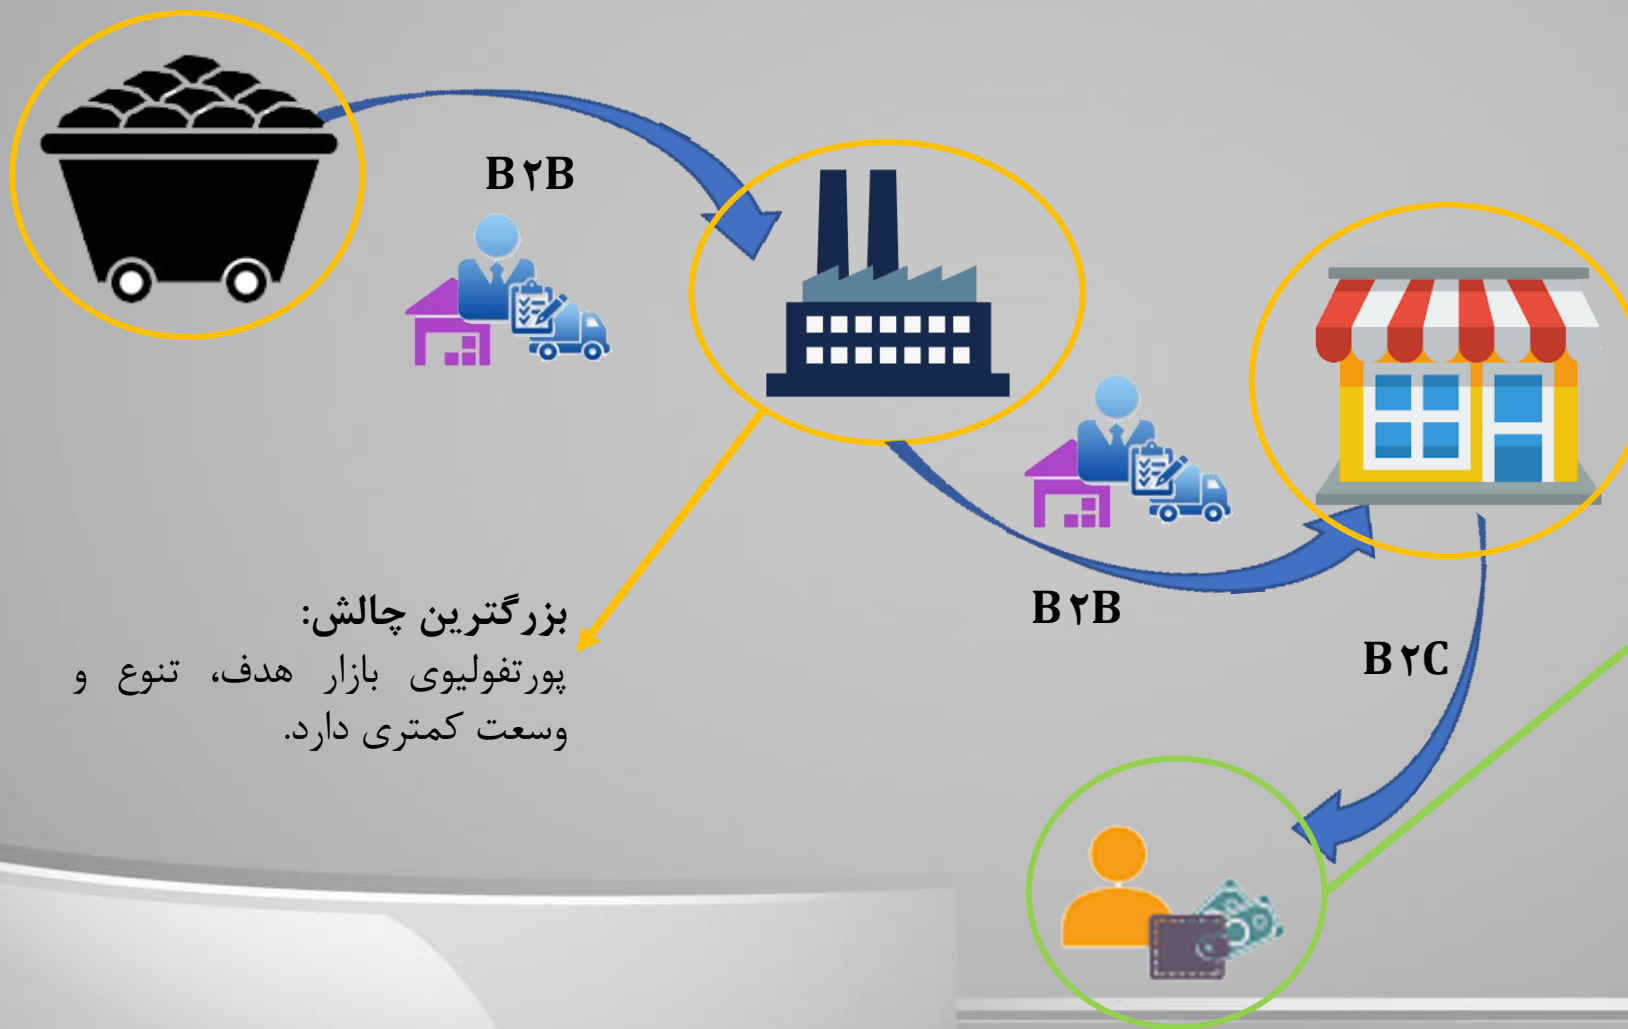 B۲B
B۲B
B۲C
بزرگترین چالش:
پورتفولیوی بازار هدف، تنوع و
وسعت کمتری دارد.